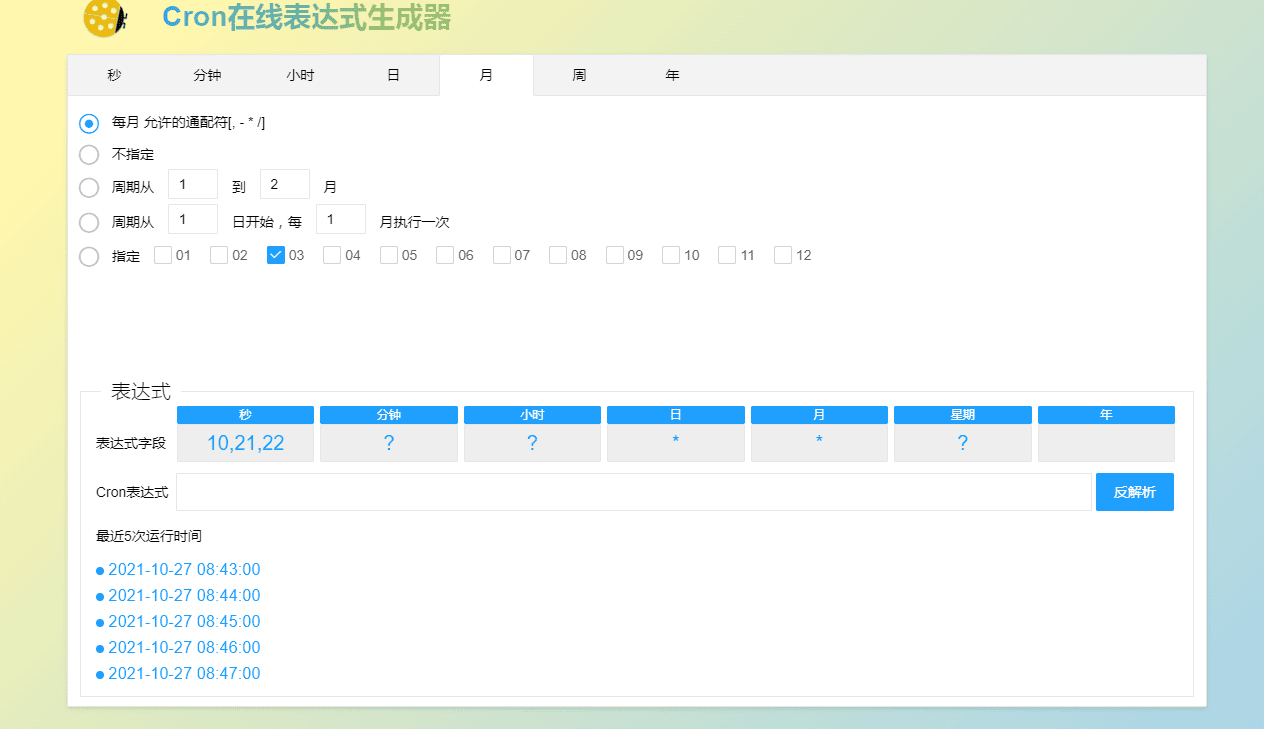 Cron在线表达式生成器
秒 分钟 小时 日 月 周 年
每月 允许的通配符[, - * /]
不指定
周期从 1 到 2 月
周期从 1 日开始，每 1 月执行一次
指定 01 02 03 04 05 06 07 08 09 10 11 12
表达式
秒 分钟 小时 日 月 星期 年
表达式字段 10,21,22 ? ? * * ?
Cron表达式 反解析
最近5次运行时间
2021-10-27 08:43:00
2021-10-27 08:44:00
2021-10-27 08:45:00
2021-10-27 08:46:00
2021-10-27 08:47:00